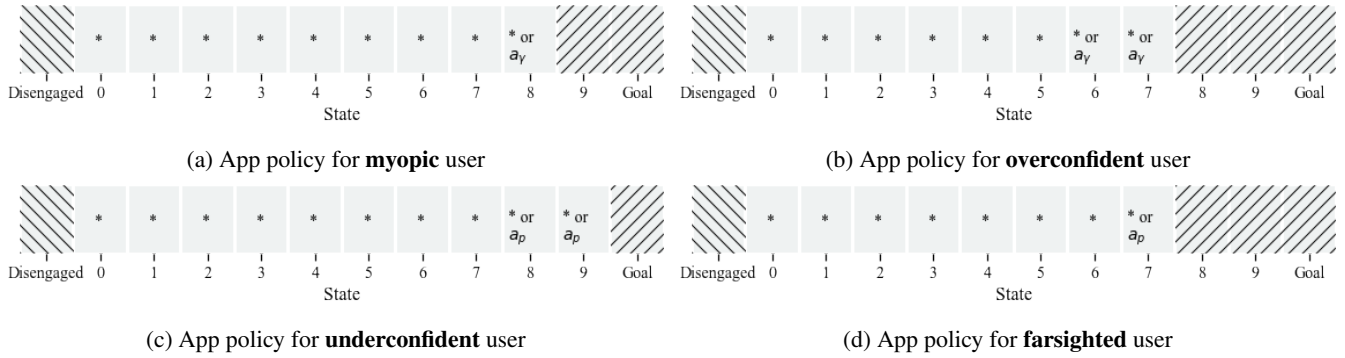 * * * * * * * * * or
aγ
Disengaged 0 1 2 3 4 5 6 7 8 9 Goal
State
(a) App policy for myopic user
* * * * * * * or * or
aγ aγ
Disengaged 0 1 2 3 4 5 6 7 8 9 Goal
State
(b) App policy for overconfident user
* * * * * * * * * or * or
ap ap
Disengaged 0 1 2 3 4 5 6 7 8 9 Goal
State
(c) App policy for underconfident user
* * * * * * * * or
ap
Disengaged 0 1 2 3 4 5 6 7 8 9 Goal
State
(d) App policy for farsighted user